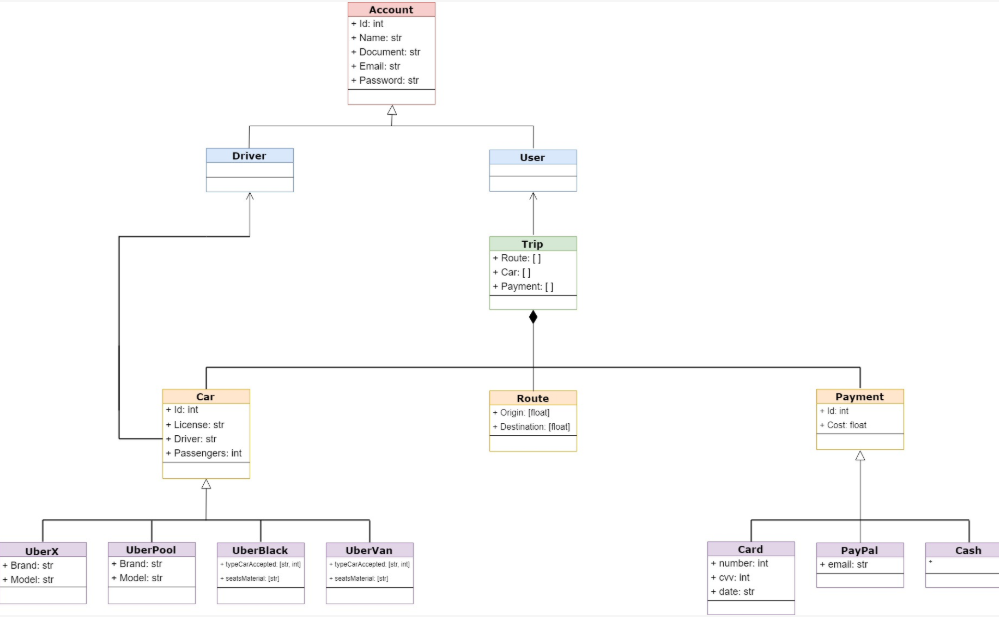 Account
+ Id: int
+ Name: str
+ Document: str
+ Email: str
+ Password: str
Driver
User
Trip
+ Route: [ ]
+ Car: [ ]
+ Payment: [ ]
Car
+ Id: int
+ License: str
+ Driver: str
+ Passengers: int
Route
+ Origin: [float]
+ Destination: [float]
Payment
+ Id: int
+ Cost: float
UberX
+ Brand: str
+ Model: str
UberPool
+ Brand: str
+ Model: str
UberBlack
+ typeCarAccepted: [str, int]
+ seatsMaterial: [str]
UberVan
+ typeCarAccepted: [str, int]
+ seatsMaterial: [str]
Card
+ number: int
+ cvv: int
+ date: str
PayPal
+ email: str
Cash
+